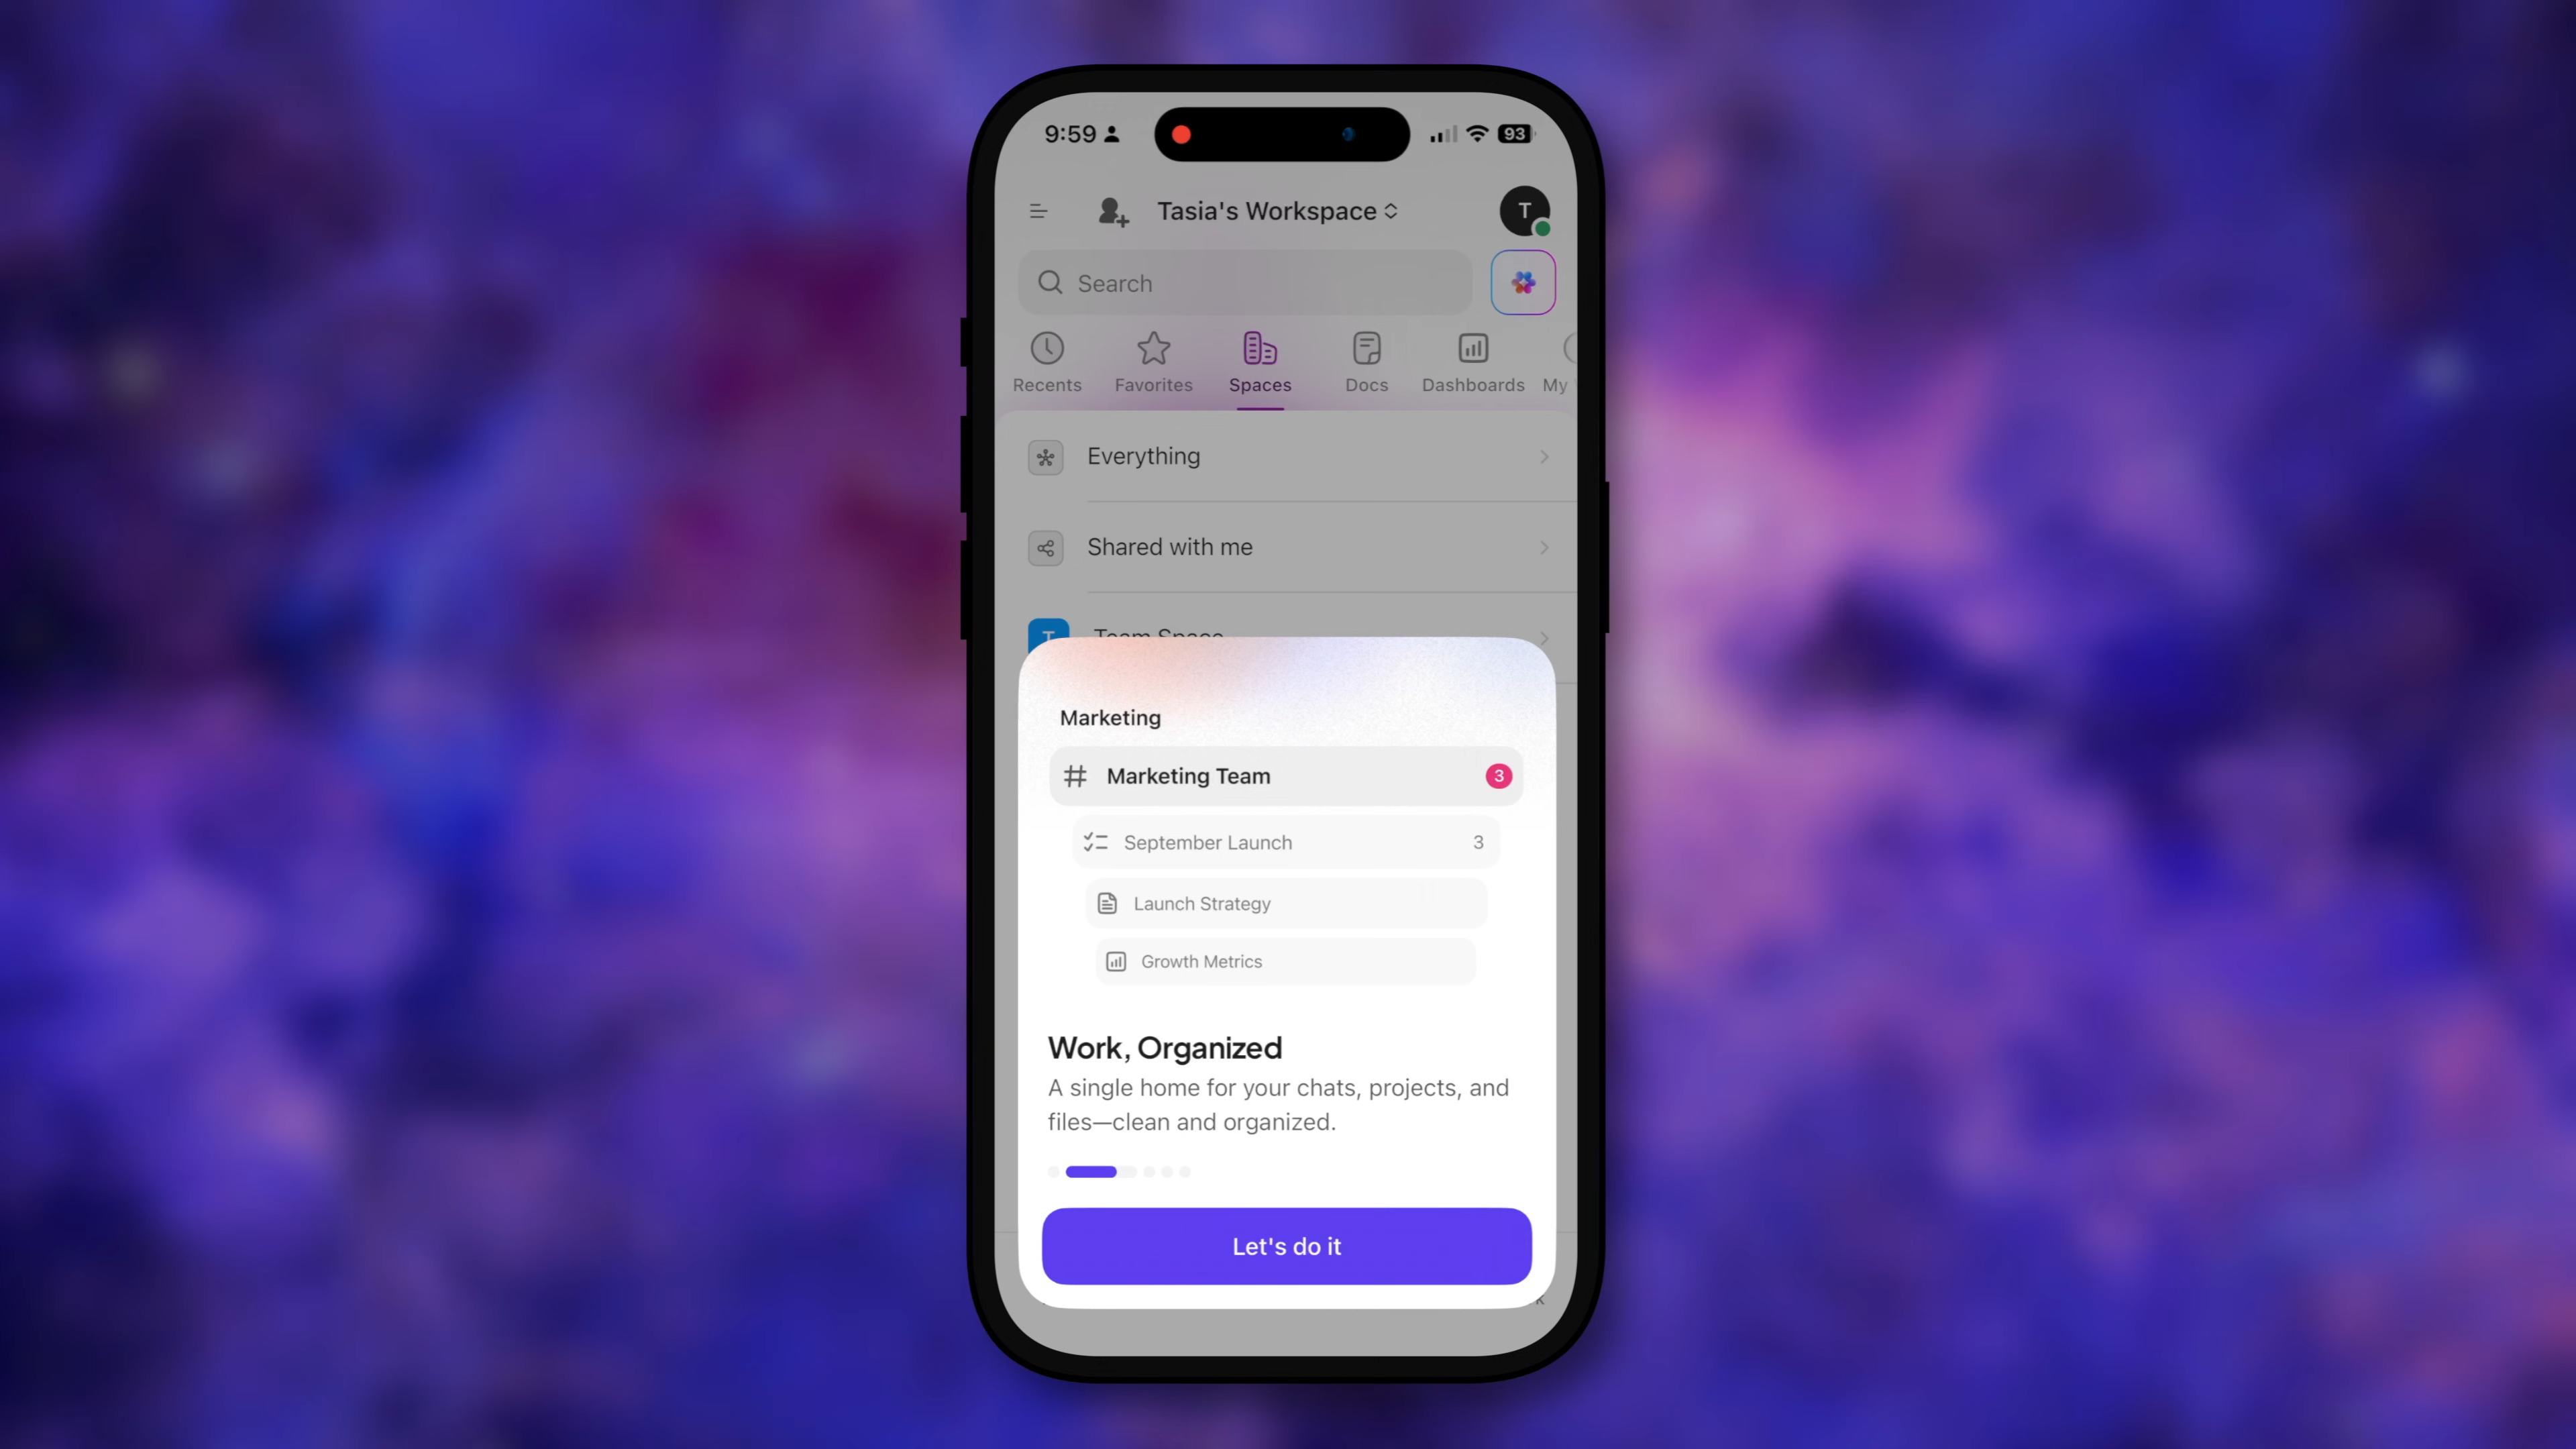 9:59
93
Tasia's Workspace
T
Search
Recents
Favorites
Spaces
Docs
Dashboards
My
Everything
Shared with me
T
Team Space
Marketing
Marketing Team
3
September Launch
3
Launch Strategy
Growth Metrics
Work, Organized
A single home for your chats, projects, and
files—clean and organized.
Let's do it